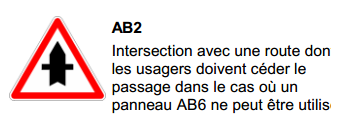 AB2
Intersection avec une route don
les usagers doivent céder le
passage dans le cas où un
panneau AB6 ne peut être utilis